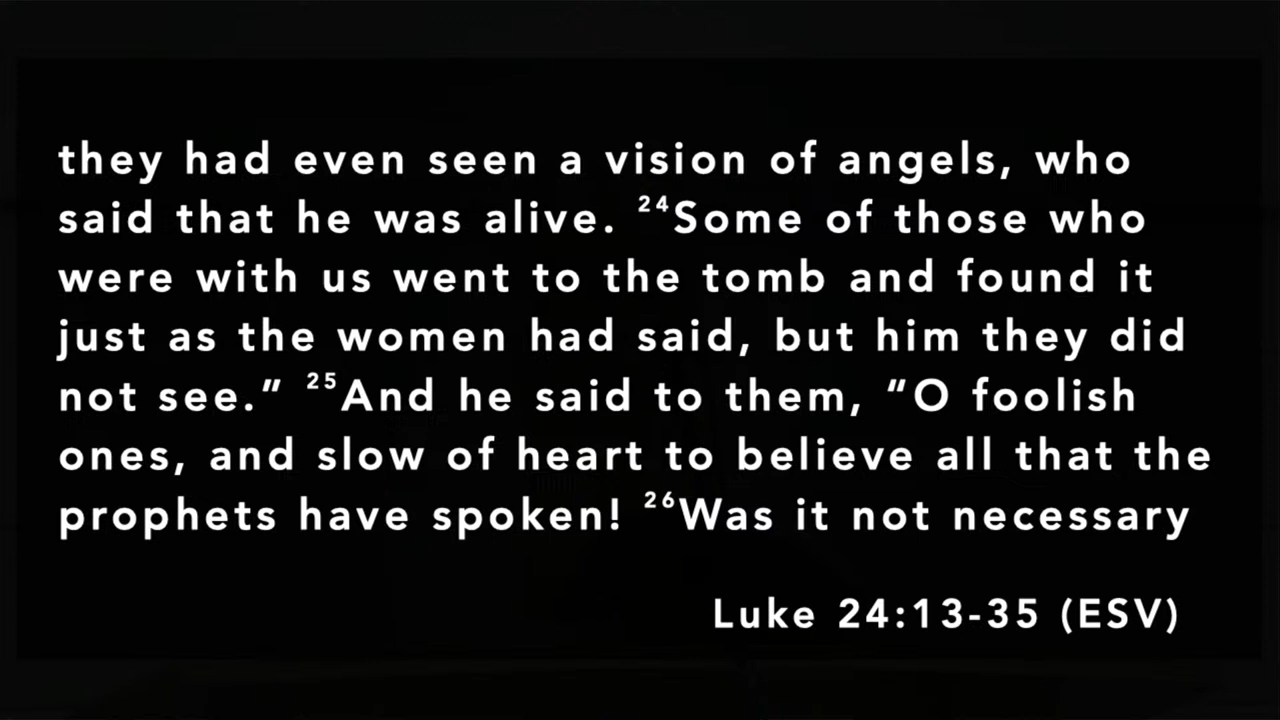 they had even seen a vision of angels, who
said that he was alive. ²⁴Some of those who
were with us went to the tomb and found it
just as the women had said, but him they did
not see.” ²⁵And he said to them, “O foolish
ones, and slow of heart to believe all that the
prophets have spoken! ²⁶Was it not necessary
Luke 24:13-35 (ESV)